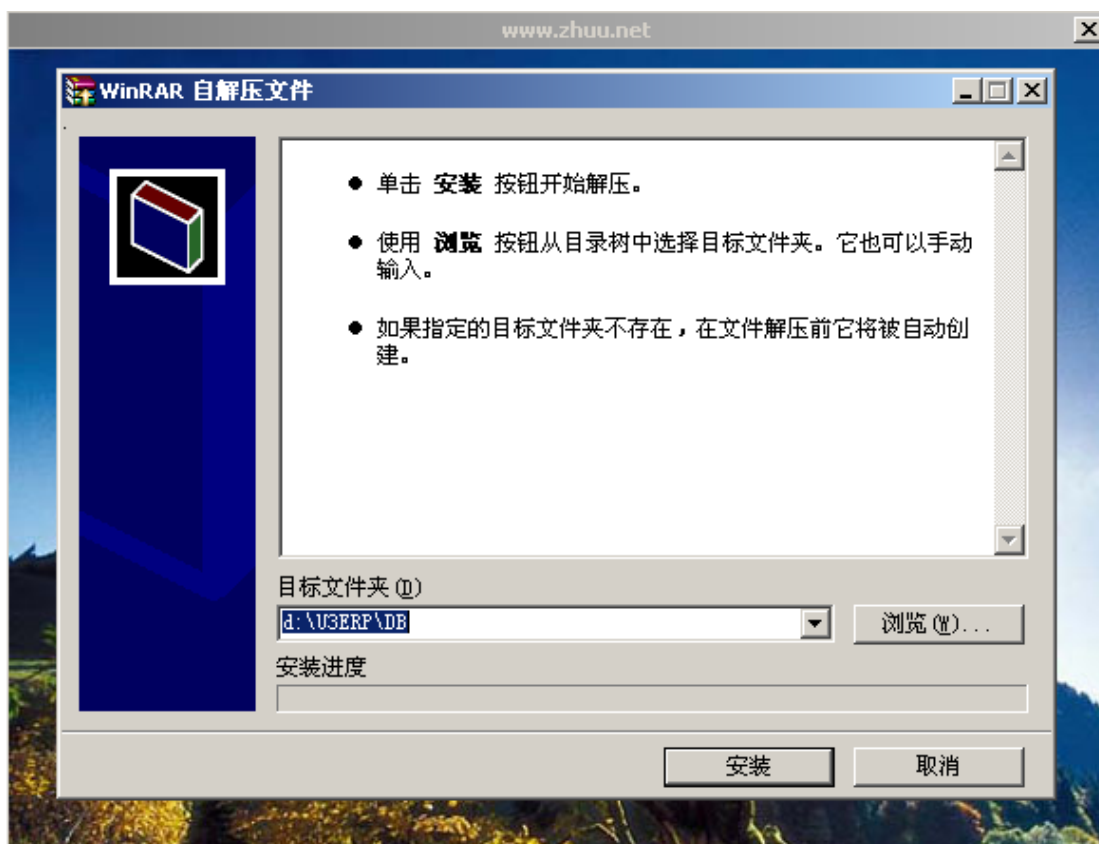 www.zhuu.net
WinRAR 自解压文件
● 单击 安装 按钮开始解压。
● 使用 浏览 按钮从目录树中选择目标文件夹。它也可以手动
输入。
● 如果指定的目标文件夹不存在，在文件解压前它将被自动创
建。
目标文件夹(D)
d:\U3ERP\DB
浏览(W)...
安装进度
安装
取消